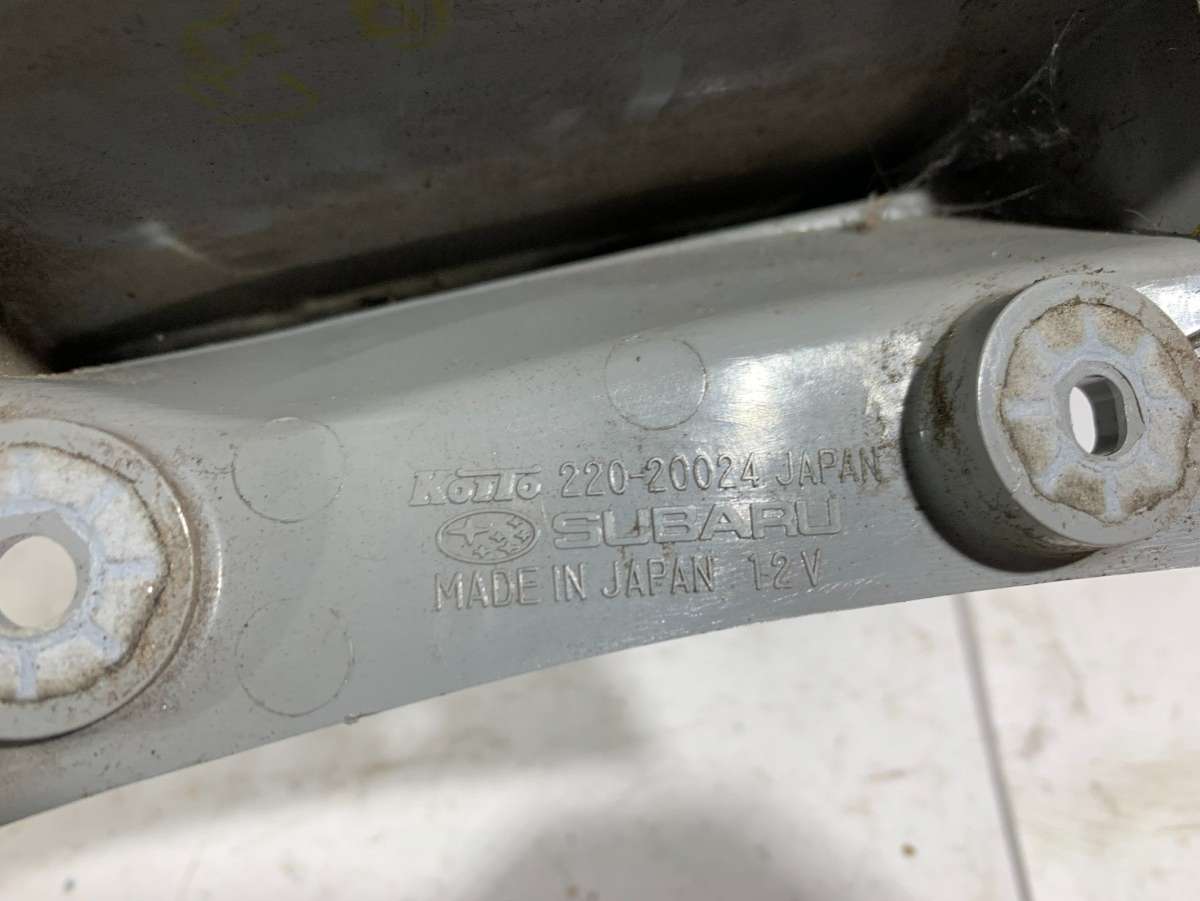 KOITO 220-20024 JAPAN
SUBARU
MADE IN JAPAN 12V